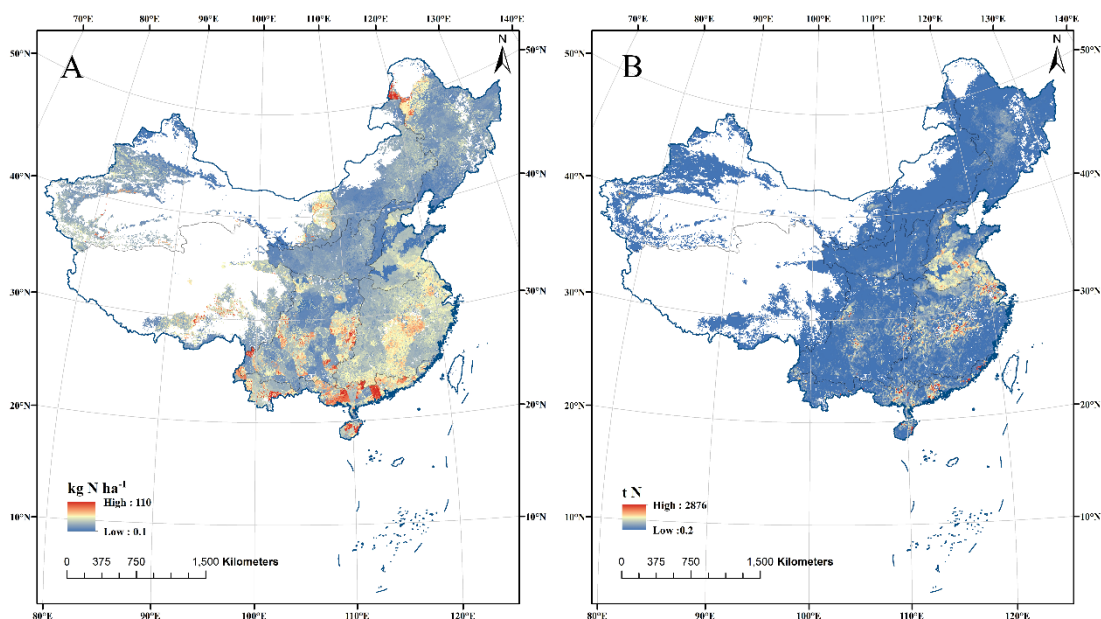 70°E 80°E 90°E 100°E 110°E 120°E 130°E 140°E
50°N 50°N
A
N
40°N 40°N
30°N 30°N
20°N 20°N
kg N ha⁻¹
High : 110
Low : 0.1
10°N 10°N
0 375 750 1,500 Kilometers
80°E 90°E 100°E 110°E 120°E
70°E 80°E 90°E 100°E 110°E 120°E 130°E 140°E
50°N 50°N
B
N
40°N 40°N
30°N 30°N
20°N 20°N
t N
High : 2876
Low :0.2
10°N 10°N
0 375 750 1,500 Kilometers
80°E 90°E 100°E 110°E 120°E